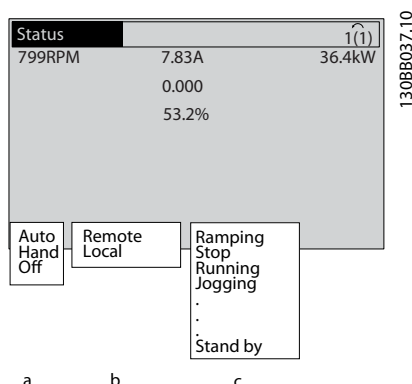 Status
1(1)
799RPM 7.83A 36.4kW
0.000
53.2%
Auto
Hand
Off
Remote
Local
Ramping
Stop
Running
Jogging
.
.
.
Stand by
a b c
130BB037.10